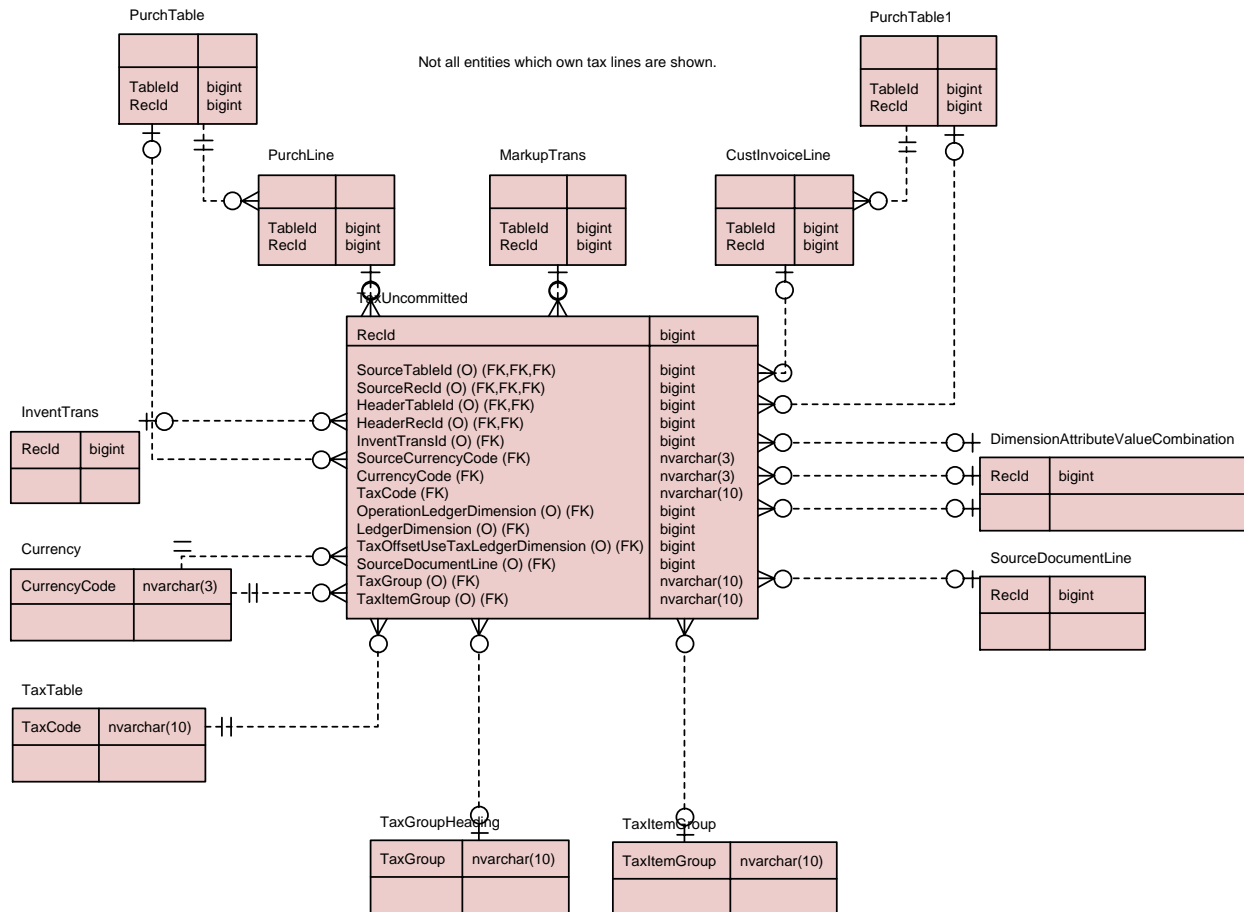 PurchTable
PurchTable1
Not all entities which own tax lines are shown.
TableId bigint
RecId bigint
TableId bigint
RecId bigint
PurchLine
MarkupTrans
CustInvoiceLine
TableId bigint
RecId bigint
TableId bigint
RecId bigint
TableId bigint
RecId bigint
TaxUncommitted
RecId bigint
SourceTableId (O) (FK,FK,FK) bigint
SourceRecId (O) (FK,FK,FK) bigint
HeaderTableId (O) (FK,FK) bigint
HeaderRecId (O) (FK,FK) bigint
InventTransId (O) (FK) bigint
SourceCurrencyCode (FK) nvarchar(3)
CurrencyCode (FK) nvarchar(3)
TaxCode (FK) nvarchar(10)
OperationLedgerDimension (O) (FK) bigint
LedgerDimension (O) (FK) bigint
TaxOffsetUseTaxLedgerDimension (O) (FK) bigint
SourceDocumentLine (O) (FK) bigint
TaxGroup (O) (FK) nvarchar(10)
TaxItemGroup (O) (FK) nvarchar(10)
InventTrans
RecId bigint
DimensionAttributeValueCombination
RecId bigint
Currency
CurrencyCode nvarchar(3)
SourceDocumentLine
RecId bigint
TaxTable
TaxCode nvarchar(10)
TaxGroupHeading
TaxGroup nvarchar(10)
TaxItemGroup
TaxItemGroup nvarchar(10)